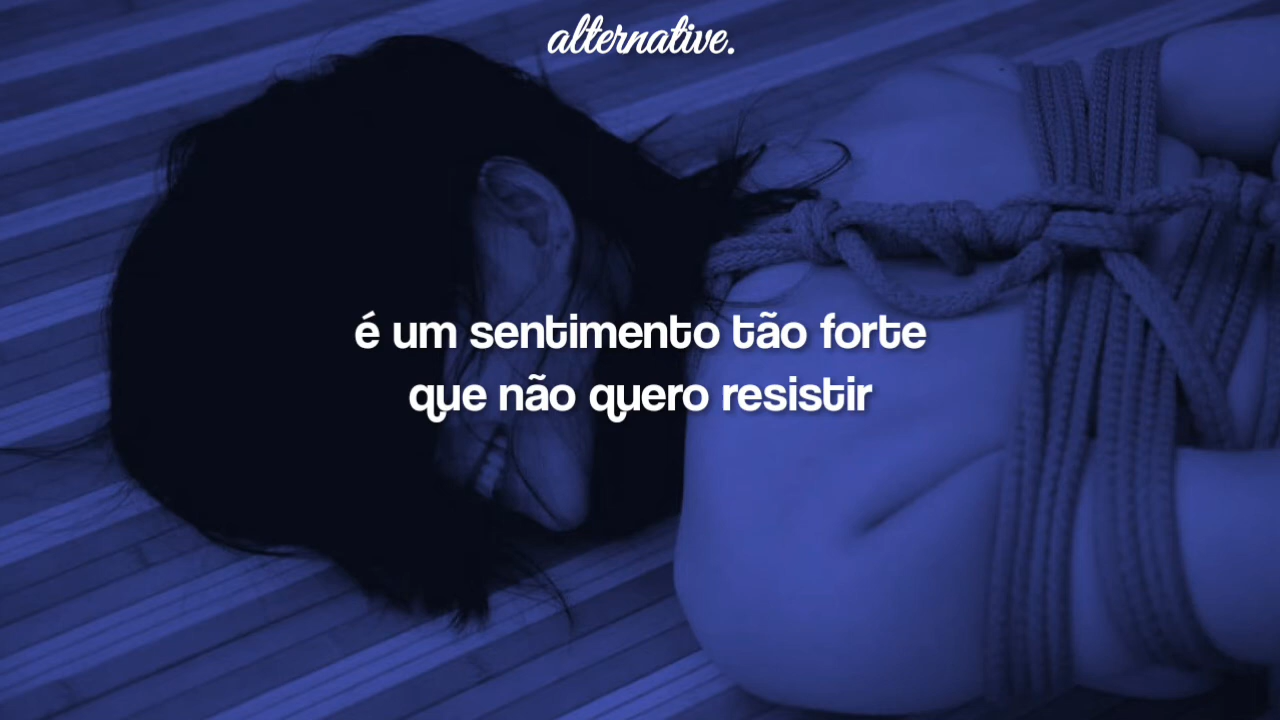 alternative.
é um sentimento tão forte
que não quero resistir